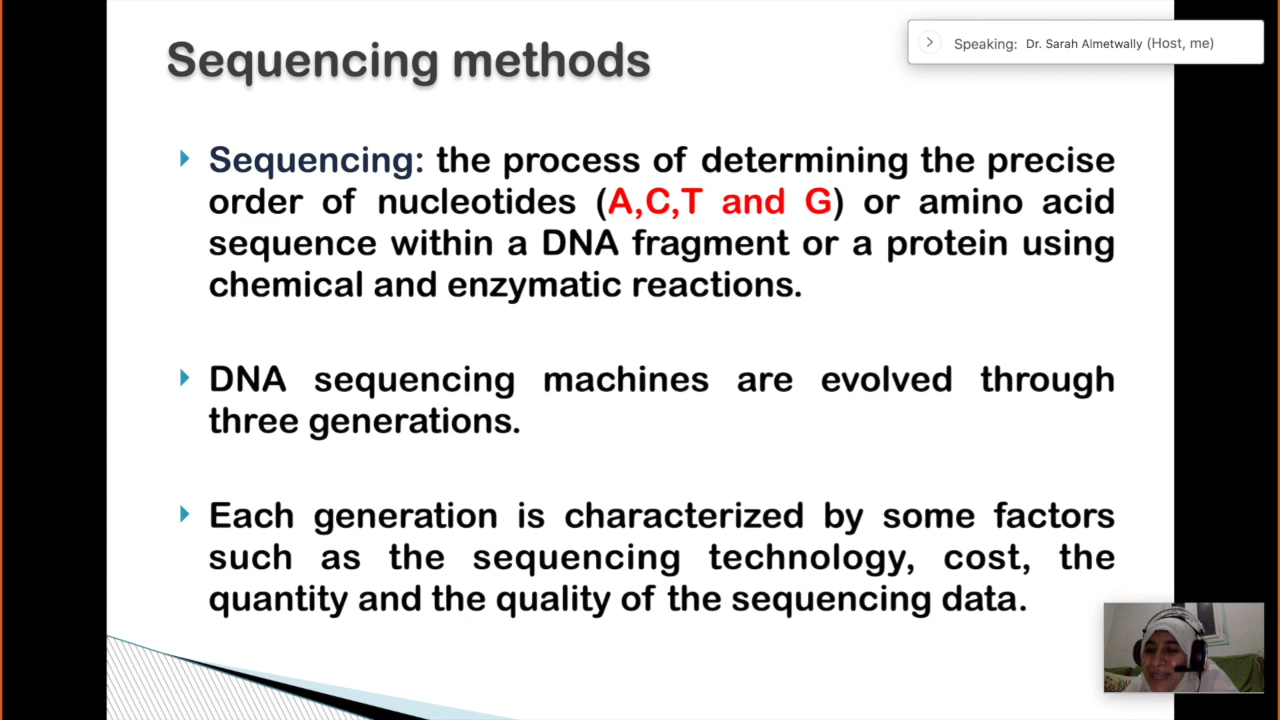 Sequencing methods
Speaking: Dr. Sarah Almetwally (Host, me)
Sequencing: the process of determining the precise
order of nucleotides (A,C,T and G) or amino acid
sequence within a DNA fragment or a protein using
chemical and enzymatic reactions.
DNA sequencing machines are evolved through
three generations.
Each generation is characterized by some factors
such as the sequencing technology, cost, the
quantity and the quality of the sequencing data.